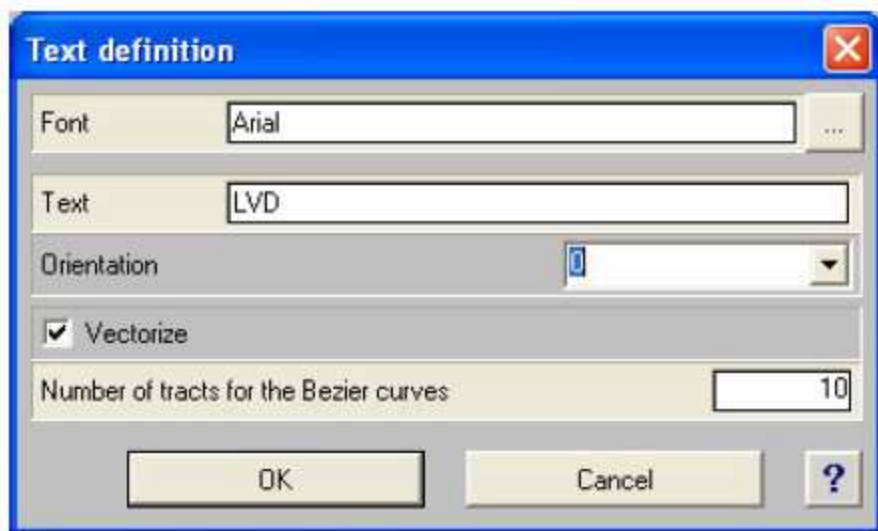 Text definition
Font Arial ...
Text LVD
Orientation 0
Vectorize
Number of tracts for the Bezier curves 10
OK Cancel ?